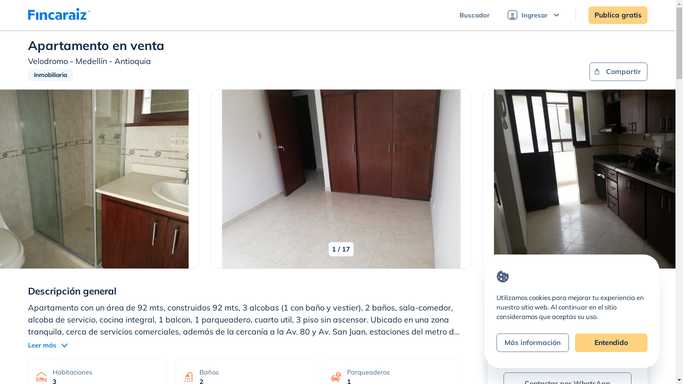 Fincaraiz
Buscador
Ingresar
Publica gratis
Apartamento en venta
Velodromo - Medellín - Antioquia
Inmobiliaria
Compartir
1 / 17
Descripción general
Apartamento con un área de 92 mts, construidos 92 mts, 3 alcobas (1 con baño y vestier), 2 baños, sala-comedor,
alcoba de servicio, cocina integral, 1 balcon, 1 parqueadero, cuarto util, 3 piso sin ascensor. Ubicado en una zona
tranquila, cerca de servicios comerciales, además de la cercanía a la Av. 80 y Av. San Juan, estaciones del metro d...
Leer más
Habitaciones
3
Baños
2
Parqueaderos
1
Utilizamos cookies para mejorar tu experiencia en
nuestro sitio web. Al continuar en el sitio
consideramos que aceptas su uso.
Más información
Entendido
Contactar por WhatsApp